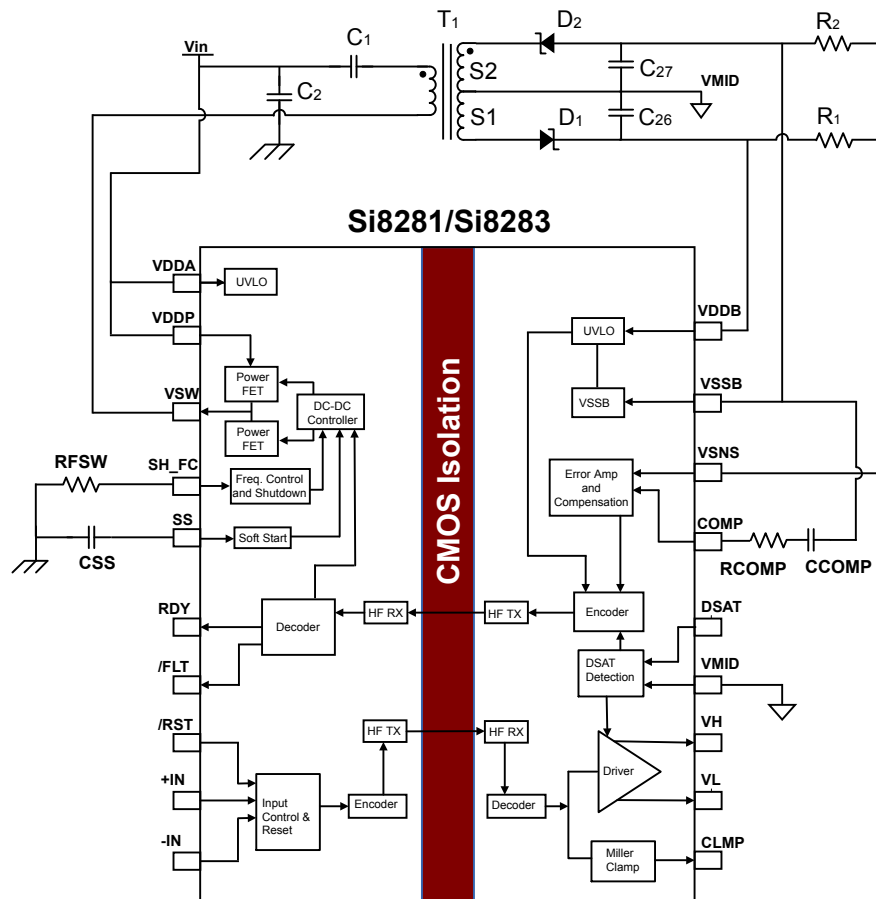 Vin
C1
T1
D2
R2
C2
S2
C27
VMID
S1
D1
C26
R1
Si8281/Si8283
CMOS Isolation
VDDA
UVLO
VDDP
VDDB
UVLO
Power
FET
VSW
DC-DC
Controller
VSSB
VSSB
Power
FET
RFSW
SH_FC
Freq. Control
and Shutdown
VSNS
Error Amp
and
Compensation
SS
Soft Start
CSS
COMP
RCOMP
CCOMP
RDY
Decoder
HF RX
HF TX
Encoder
DSAT
/FLT
DSAT
Detection
VMID
/RST
HF TX
HF RX
VH
Driver
+IN
Input
Control &
Reset
Encoder
Decoder
VL
-IN
Miller
Clamp
CLMP